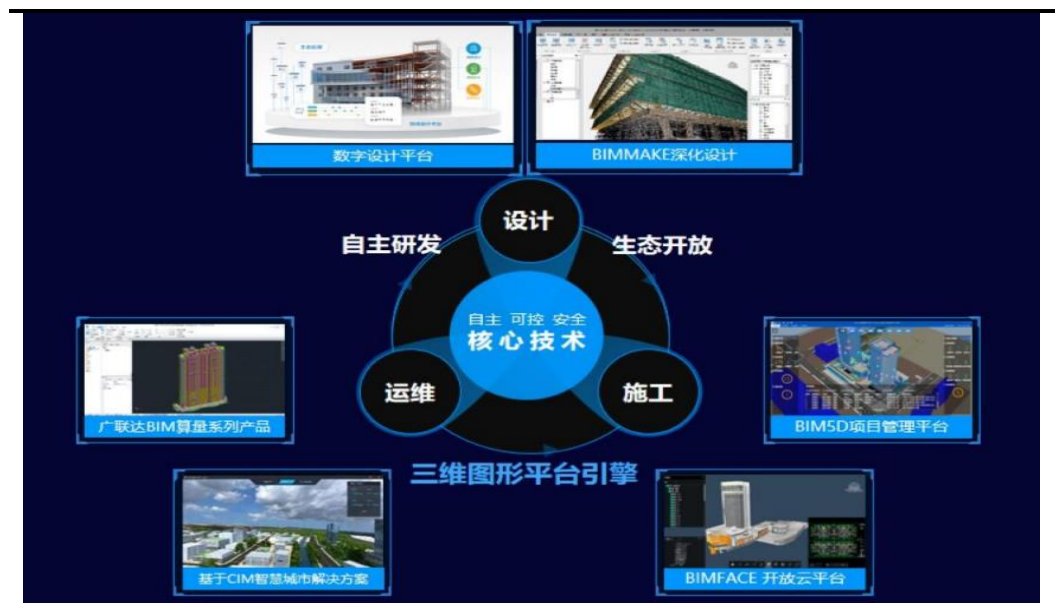 数字设计平台
BIMMAKE深化设计
设计
自主研发
生态开放
自主 可控 安全
核心技术
运维
施工
广联达BIM算量系列产品
BIM5D项目管理平台
三维图形平台引擎
基于CIM智慧城市解决方案
BIMFACE 开放云平台